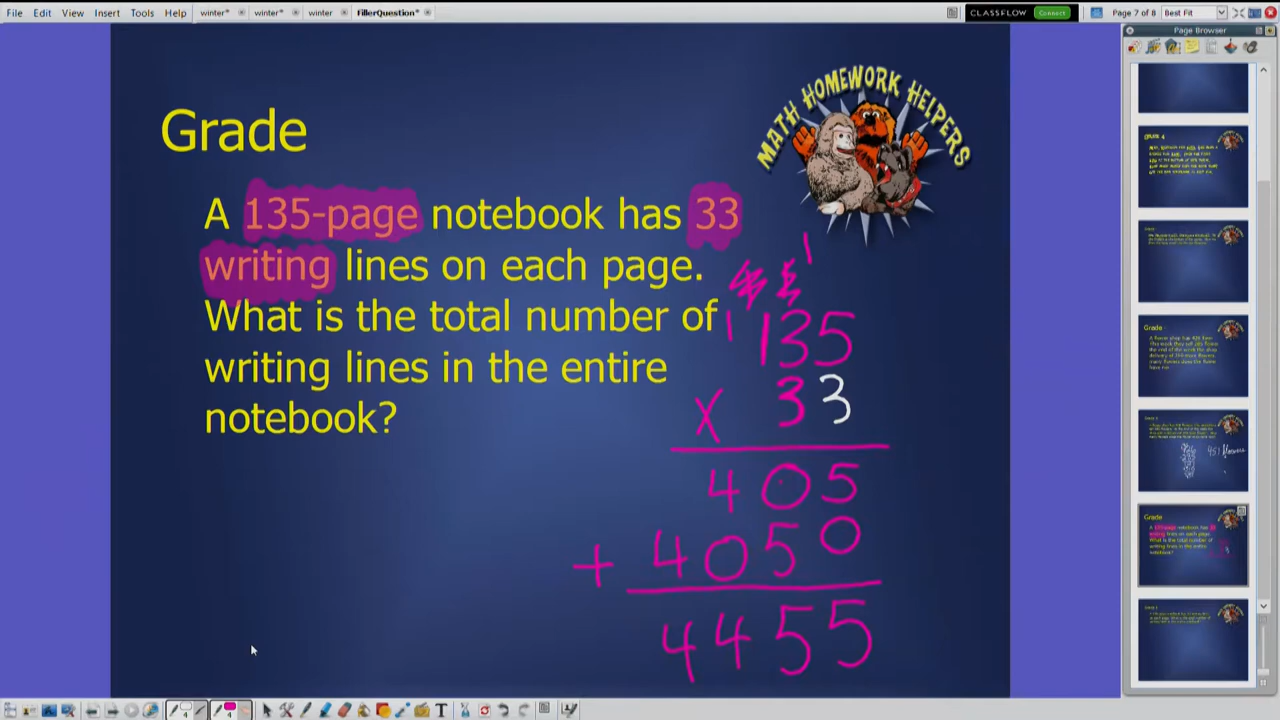 File Edit View Insert Tools Help
winter* winter* winter fillerQuestion*
CLASSFLOW Connect
Page 7 of 8 Best Fit
Page Browser
MATH HOMEWORK HELPERS
Grade
A 135-page notebook has 33
writing lines on each page.
What is the total number of
writing lines in the entire
notebook?
1
1 135
X 33
405
+ 4050
4455